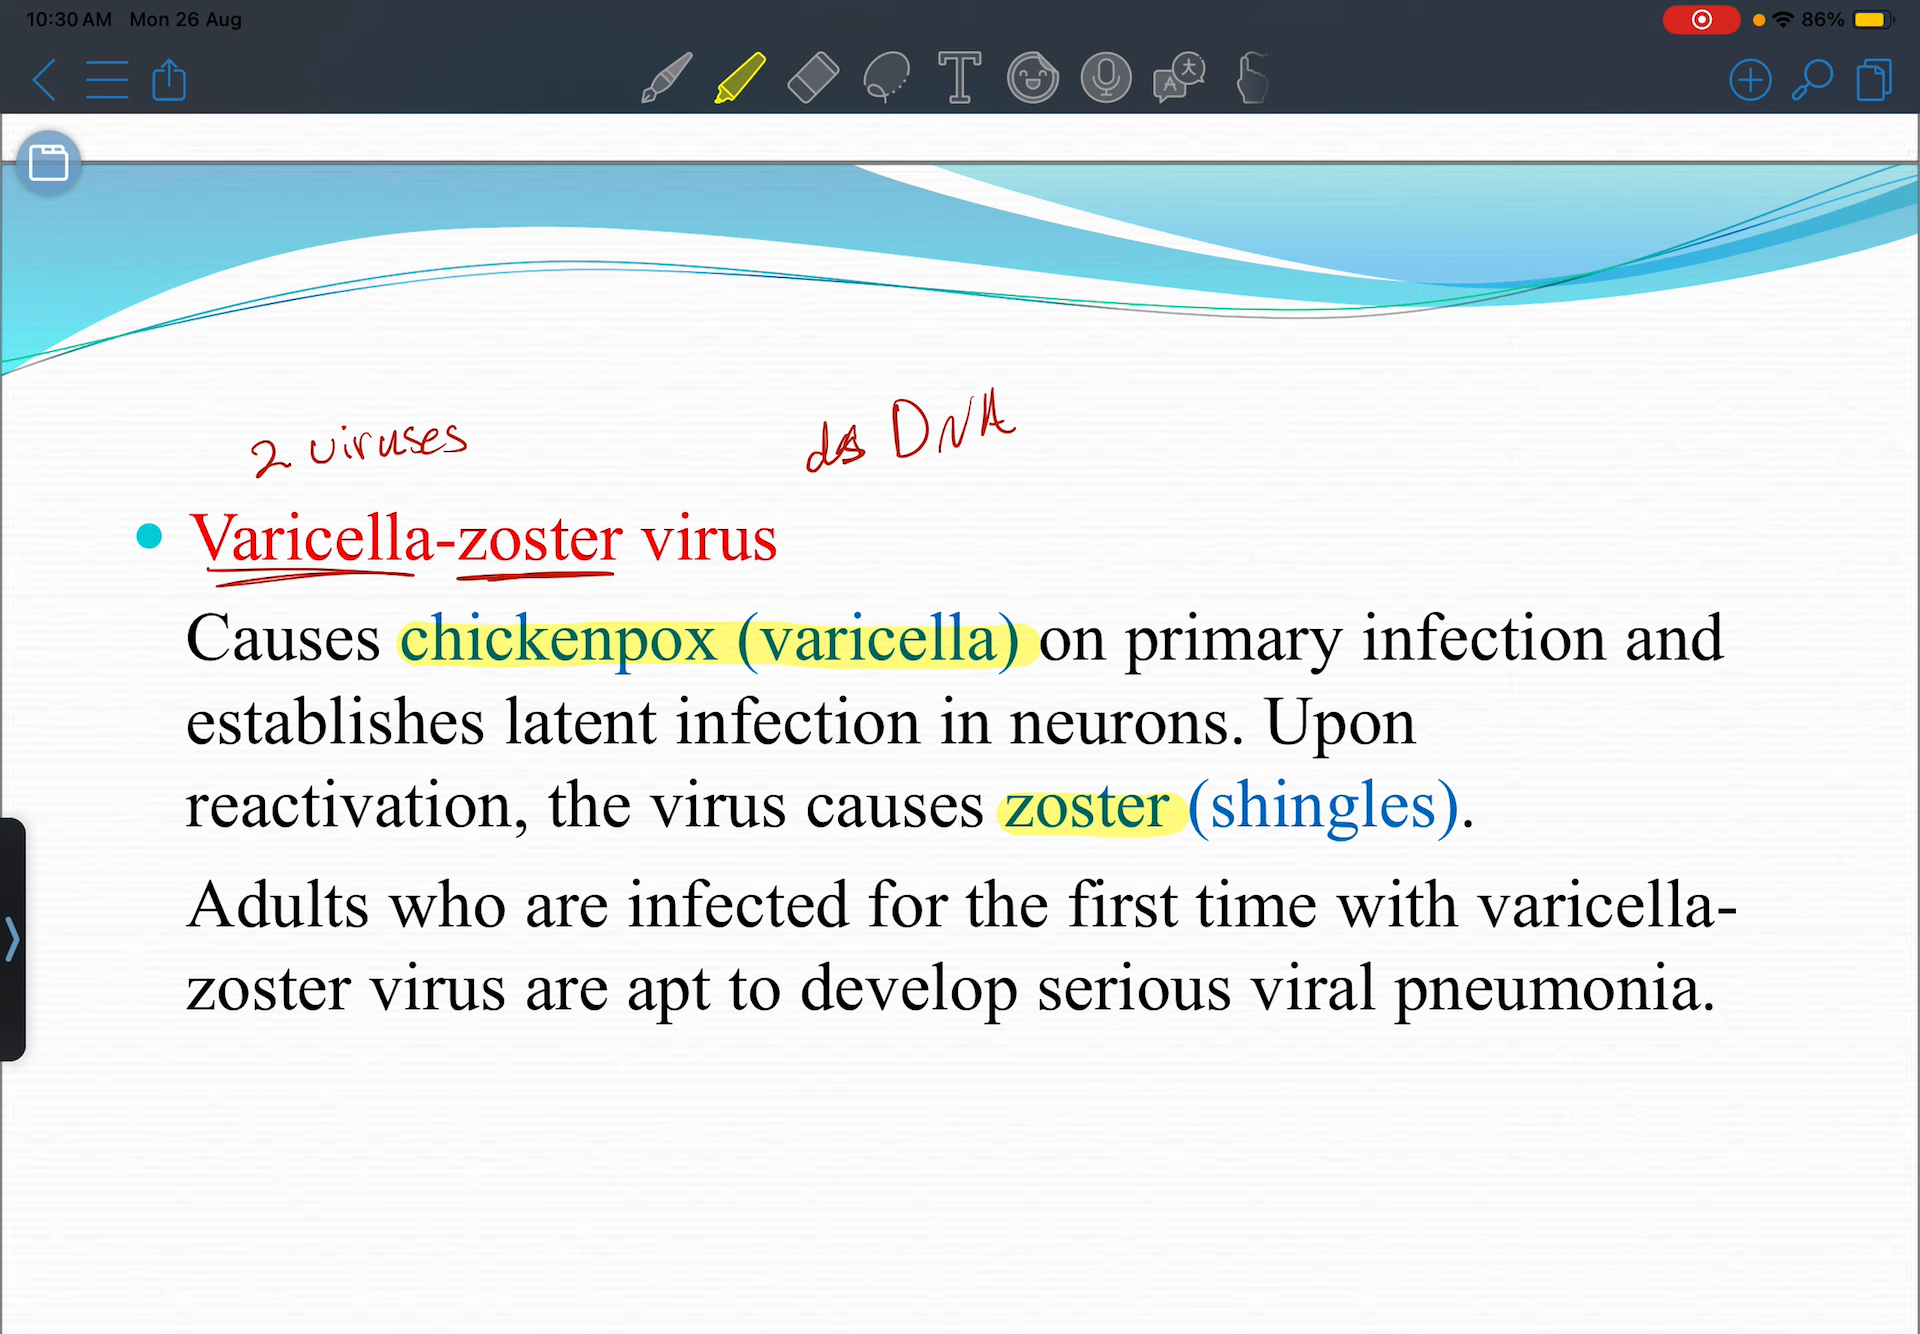 10:30 AM Mon 26 Aug
86%
2 viruses
ds DNA
Varicella-zoster virus
Causes chickenpox (varicella) on primary infection and
establishes latent infection in neurons. Upon
reactivation, the virus causes zoster (shingles).
Adults who are infected for the first time with varicella-
zoster virus are apt to develop serious viral pneumonia.